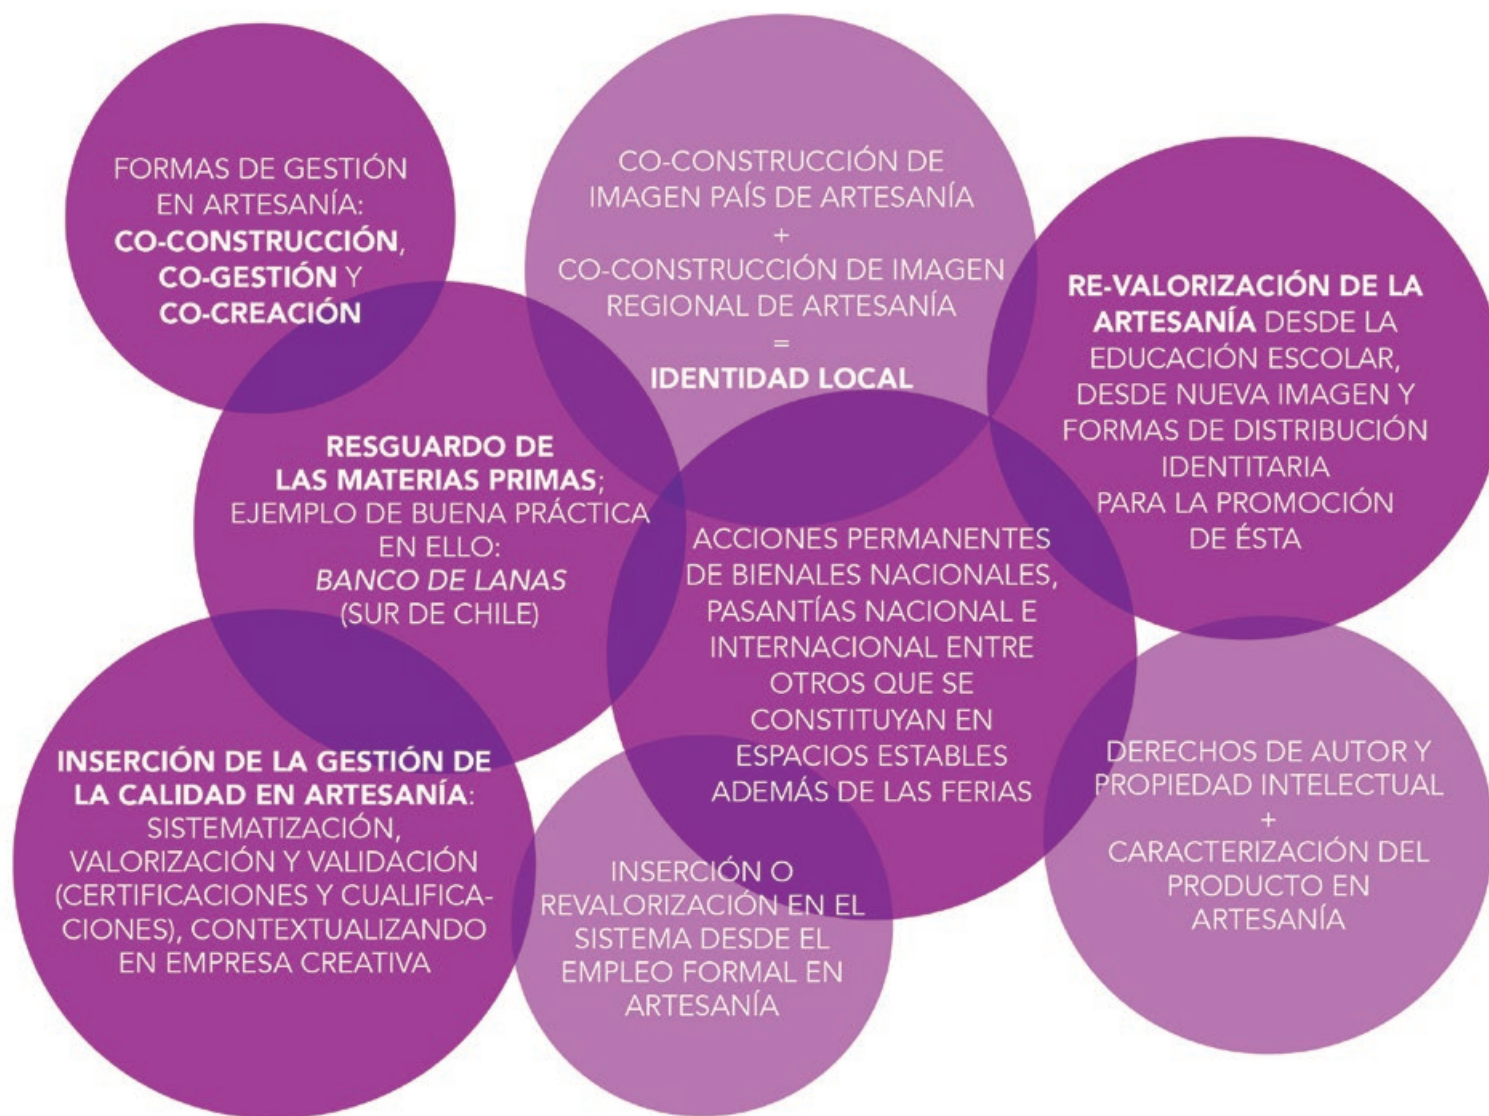 FORMAS DE GESTIÓN
EN ARTESANÍA:
CO-CONSTRUCCIÓN,
CO-GESTIÓN Y
CO-CREACIÓN
CO-CONSTRUCCIÓN DE
IMAGEN PAÍS DE ARTESANÍA
+
CO-CONSTRUCCIÓN DE IMAGEN
REGIONAL DE ARTESANÍA
=
IDENTIDAD LOCAL
RE-VALORIZACIÓN DE LA
ARTESANÍA DESDE LA
EDUCACIÓN ESCOLAR,
DESDE NUEVA IMAGEN Y
FORMAS DE DISTRIBUCIÓN
IDENTITARIA
PARA LA PROMOCIÓN
DE ÉSTA
RESGUARDO DE
LAS MATERIAS PRIMAS;
EJEMPLO DE BUENA PRÁCTICA
EN ELLO:
BANCO DE LANAS
(SUR DE CHILE)
ACCIONES PERMANENTES
DE BIENALES NACIONALES,
PASANTÍAS NACIONAL E
INTERNACIONAL ENTRE
OTROS QUE SE
CONSTITUYAN EN
ESPACIOS ESTABLES
ADEMÁS DE LAS FERIAS
INSERCIÓN DE LA GESTIÓN DE
LA CALIDAD EN ARTESANÍA:
SISTEMATIZACIÓN,
VALORIZACIÓN Y VALIDACIÓN
(CERTIFICACIONES Y CUALIFICA-
CIONES), CONTEXTUALIZANDO
EN EMPRESA CREATIVA
INSERCIÓN O
REVALORIZACIÓN EN EL
SISTEMA DESDE EL
EMPLEO FORMAL EN
ARTESANÍA
DERECHOS DE AUTOR Y
PROPIEDAD INTELECTUAL
+
CARACTERIZACIÓN DEL
PRODUCTO EN
ARTESANÍA